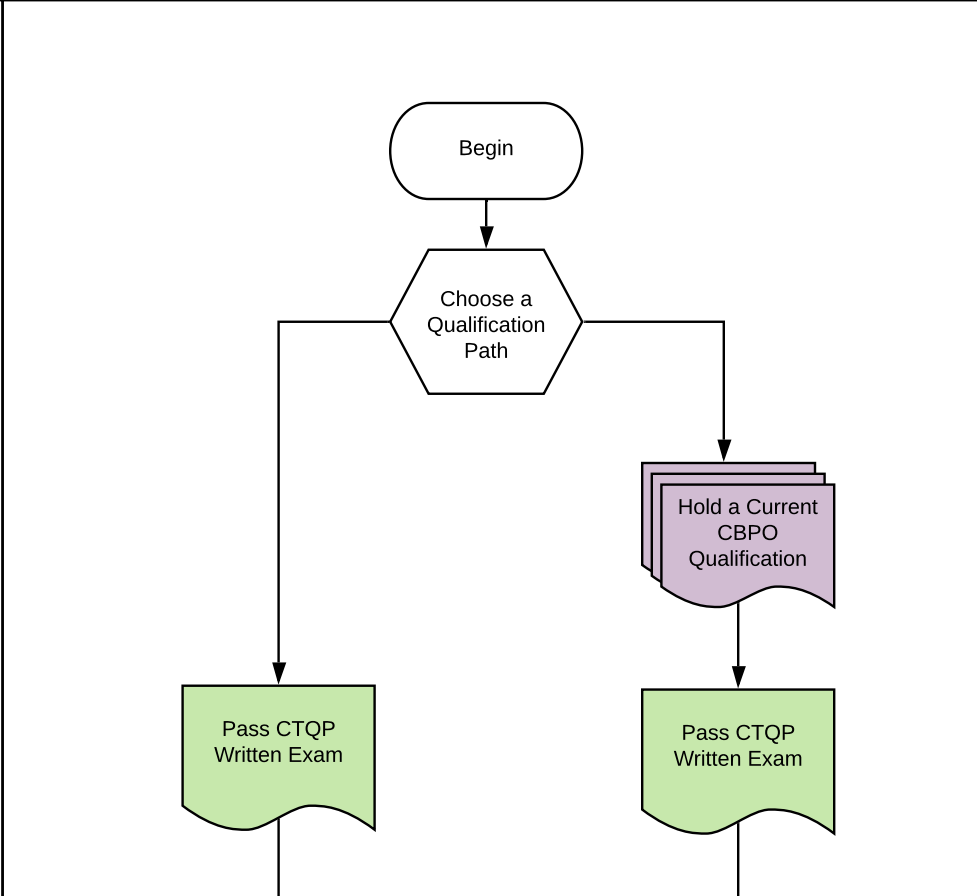 Begin
Choose a
Qualification
Path
Hold a Current
CBPO
Qualification
Pass CTQP
Written Exam
Pass CTQP
Written Exam